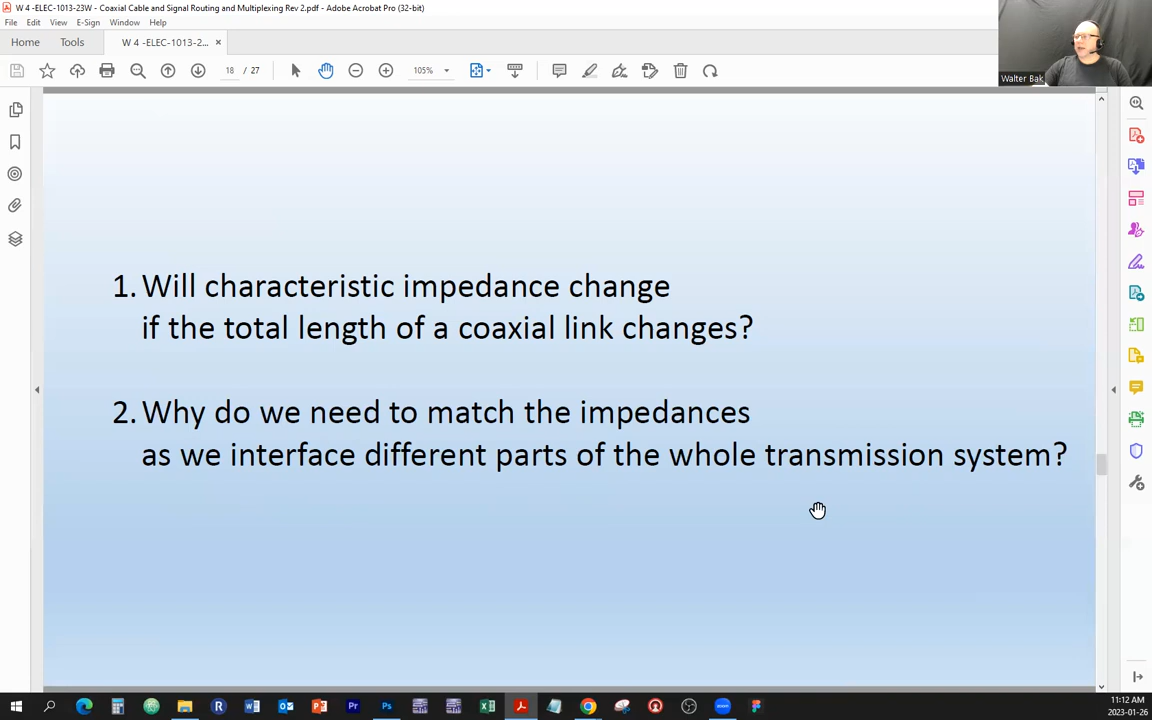 W 4 -ELEC-1013-23W - Coaxial Cable and Signal Routing and Multiplexing Rev 2.pdf - Adobe Acrobat Pro (32-bit)
File Edit View E-Sign Window Help
Home Tools W 4 -ELEC-1013-2... ×
18 / 27 105%
Walter Bak
1. Will characteristic impedance change
if the total length of a coaxial link changes?
2. Why do we need to match the impedances
as we interface different parts of the whole transmission system?
11:12 AM
2023-01-26